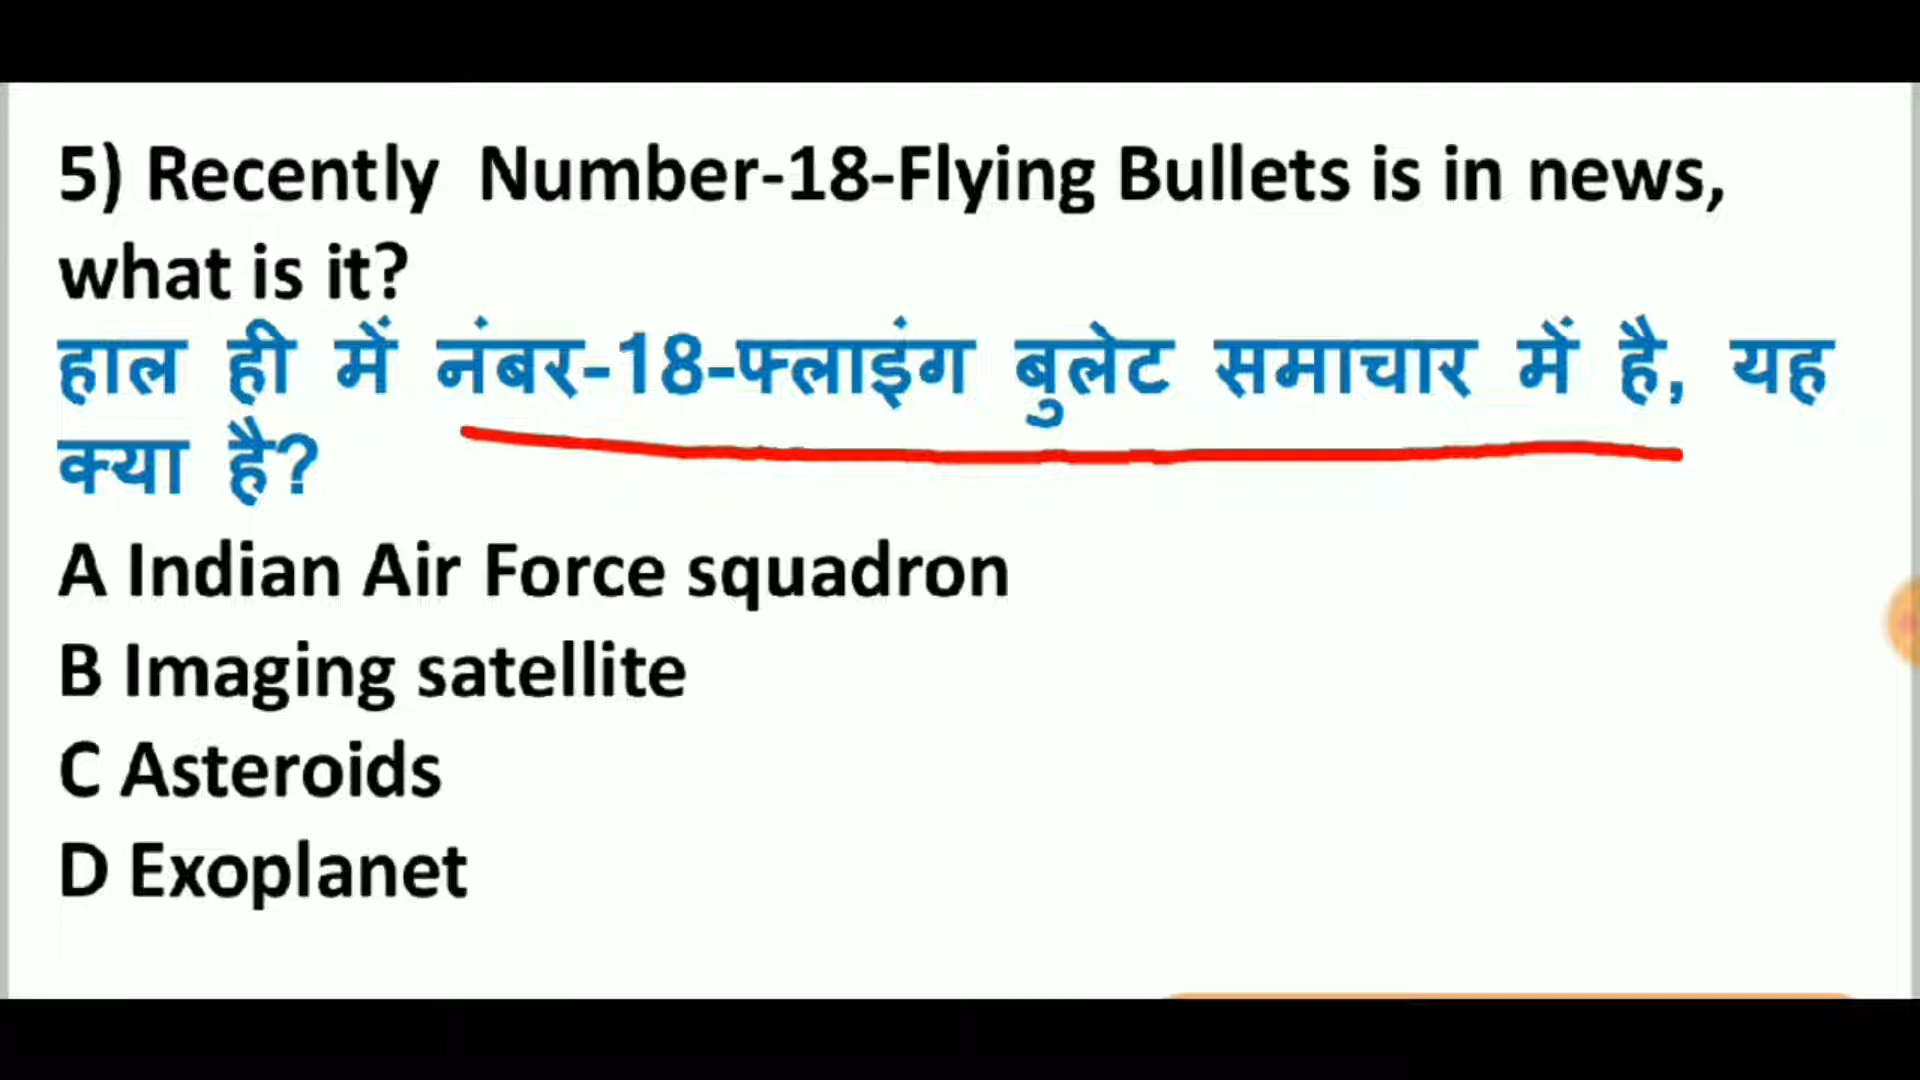 5) Recently Number-18-Flying Bullets is in news,
what is it?
हाल ही में नंबर-18-फ्लाइंग बुलेट समाचार में है, यह
क्या है?
A Indian Air Force squadron
B Imaging satellite
C Asteroids
D Exoplanet